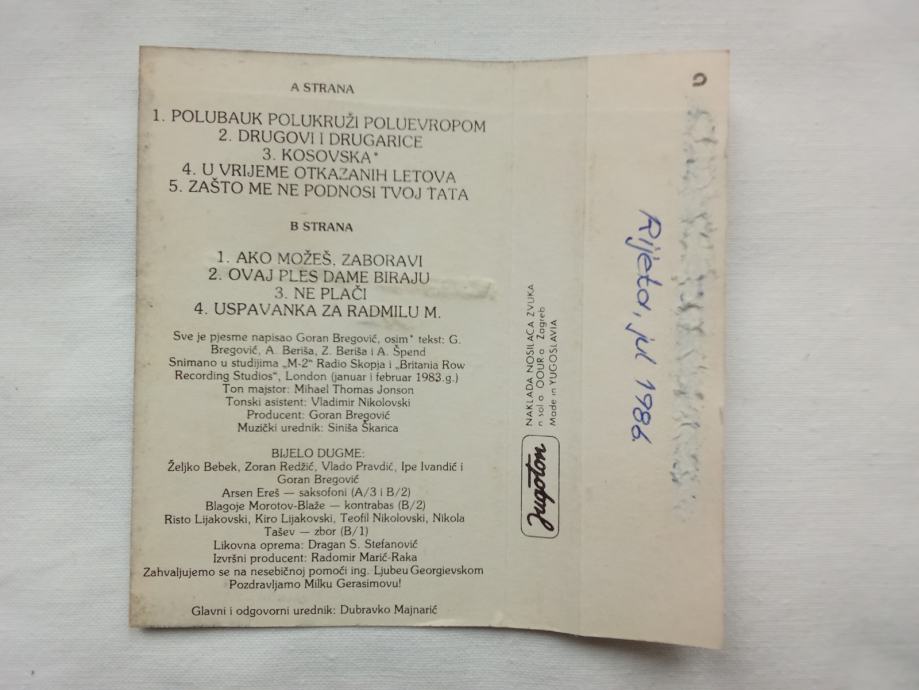 A STRANA
1. POLUBAUK POLUKRUŽI POLUEVROPOM
2. DRUGOVI I DRUGARICE
3. KOSOVSKA*
4. U VRIJEME OTKAZANIH LETOVA
5. ZAŠTO ME NE PODNOSI TVOJ TATA
B STRANA
1. AKO MOŽEŠ, ZABORAVI
2. OVAJ PLES DAME BIRAJU
3. NE PLAČI
4. USPAVANKA ZA RADMILU M.
Sve je pjesme napisao Goran Bregović, osim* tekst: G.
Bregović, A. Beriša, Z. Beriša i A. Špend
Snimano u studijima „M-2" Radio Skopja i „Britania Row
Recording Studios", London (januar i februar 1983.g.)
Ton majstor: Mihael Thomas Jonson
Tonski asistent: Vladimir Nikolovski
Producent: Goran Bregović
Muzički urednik: Siniša Škarica
BIJELO DUGME:
Željko Bebek, Zoran Redžić, Vlado Pravdić, Ipe Ivandić i
Goran Bregović
Arsen Ereš — saksofoni (A/3 i B/2)
Blagoje Morotov-Blaže — kontrabas (B/2)
Risto Lijakovski, Kiro Lijakovski, Teofil Nikolovski, Nikola
Tašev — zbor (B/1)
Likovna oprema: Dragan S. Stefanović
Izvršni producent: Radomir Marić-Raka
Zahvaljujemo se na nesebičnoj pomoći ing. Ljubeu Georgievskom
Pozdravljamo Milku Gerasimovu!
Glavni i odgovorni urednik: Dubravko Majnarić
Jugoton
NAKLADA NOSILACA ZVUKA
n sol o OOUR o Zagreb
Made in YUGOSLAVIA
Rijeka, jul 1986